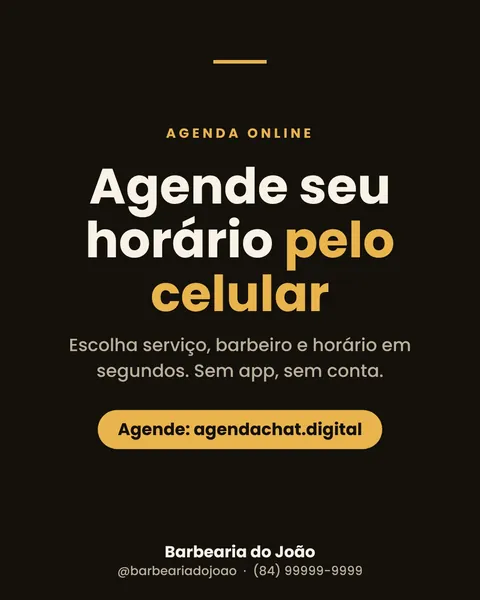 AGENDA ONLINE
Agende seu
horário pelo
celular
Escolha serviço, barbeiro e horário em
segundos. Sem app, sem conta.
Agende: agendachat.digital
Barbearia do João
@barbeariadojoao · (84) 99999-9999